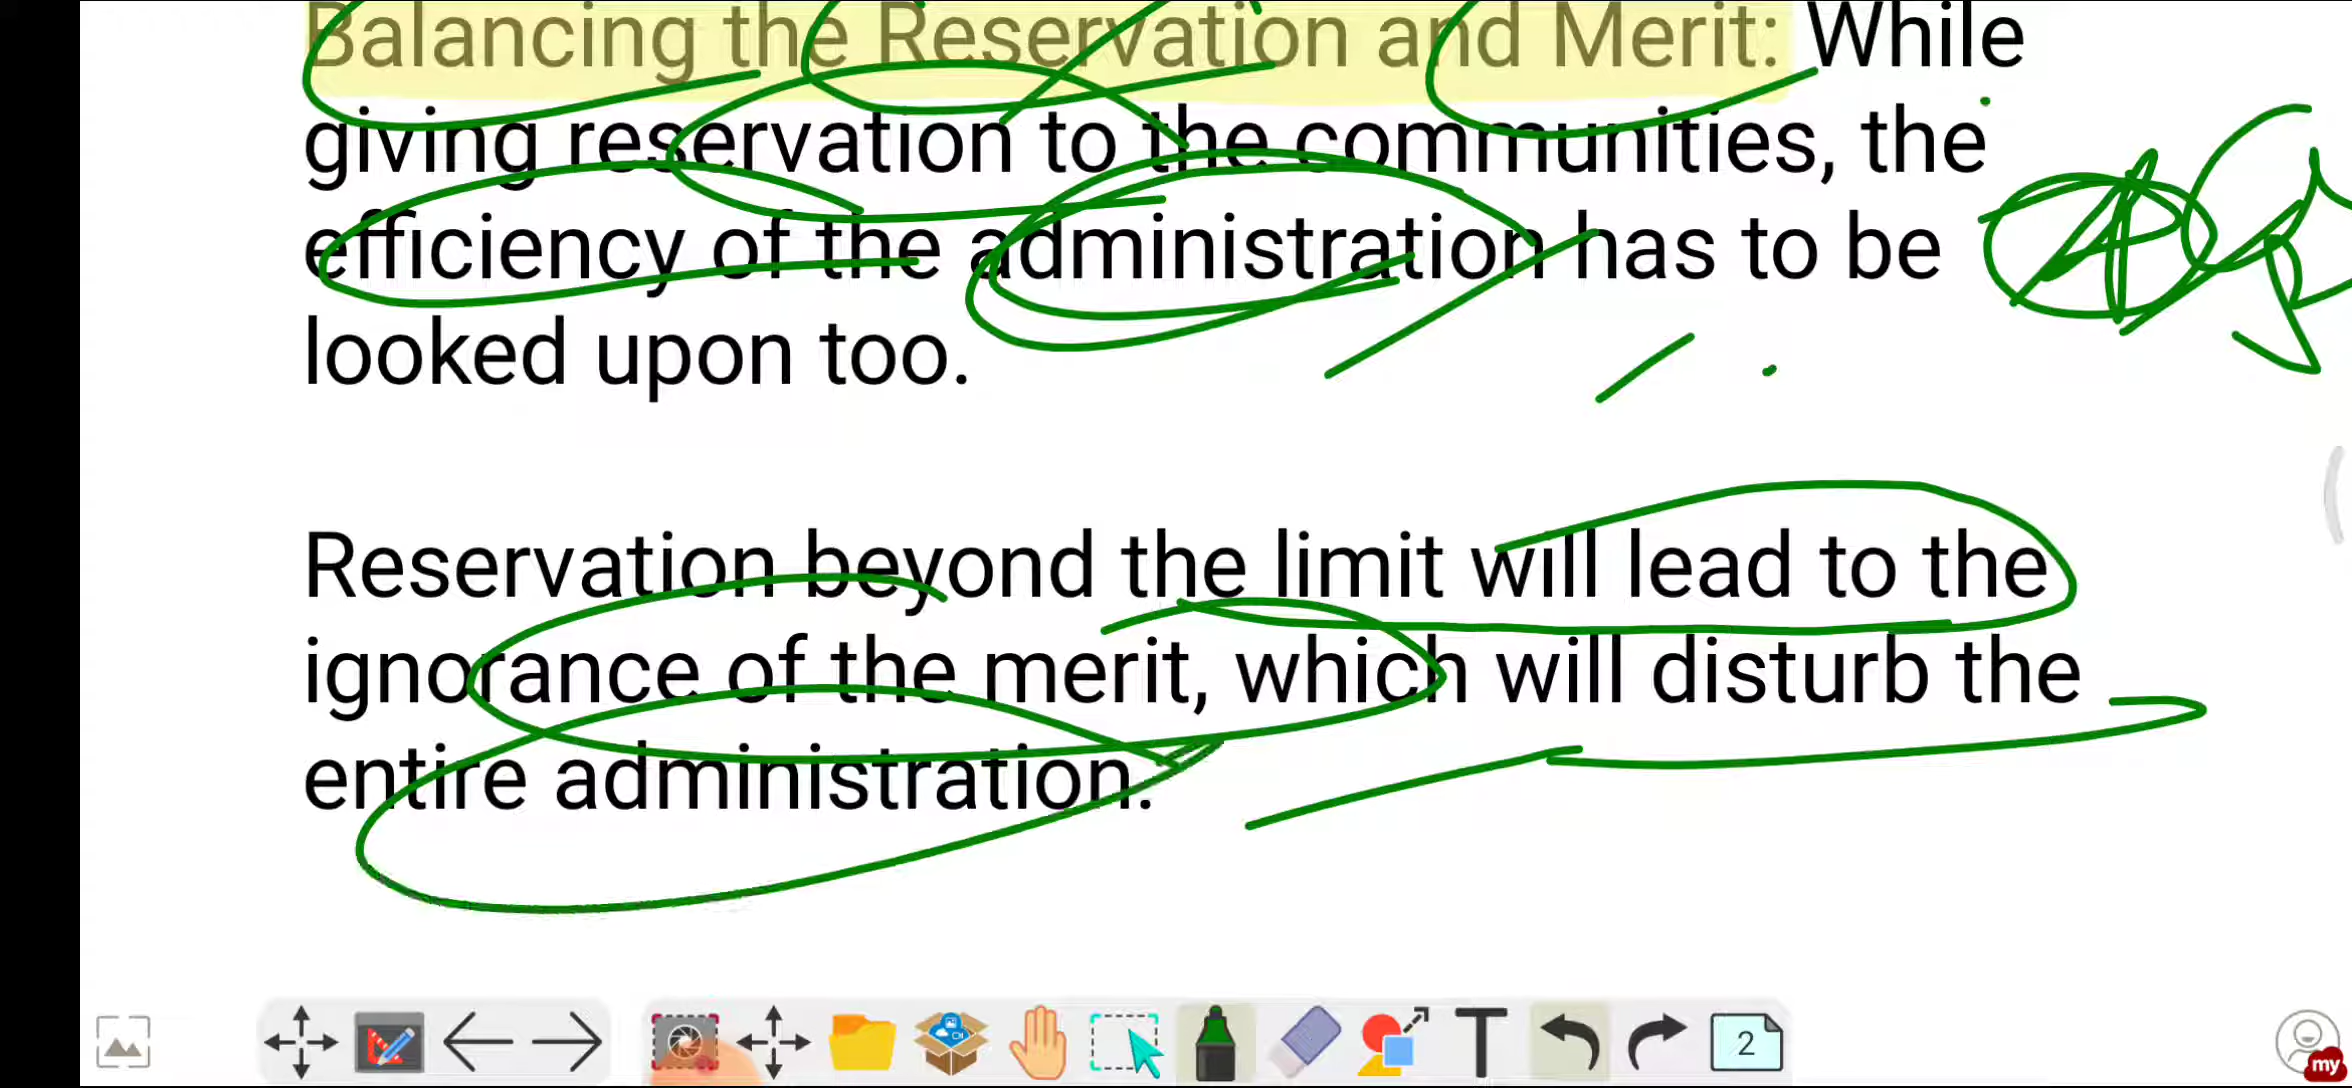 Balancing the Reservation and Merit: While
giving reservation to the communities, the
efficiency of the administration has to be
looked upon too.
Reservation beyond the limit will lead to the
ignorance of the merit, which will disturb the
entire administration.
T
2
my